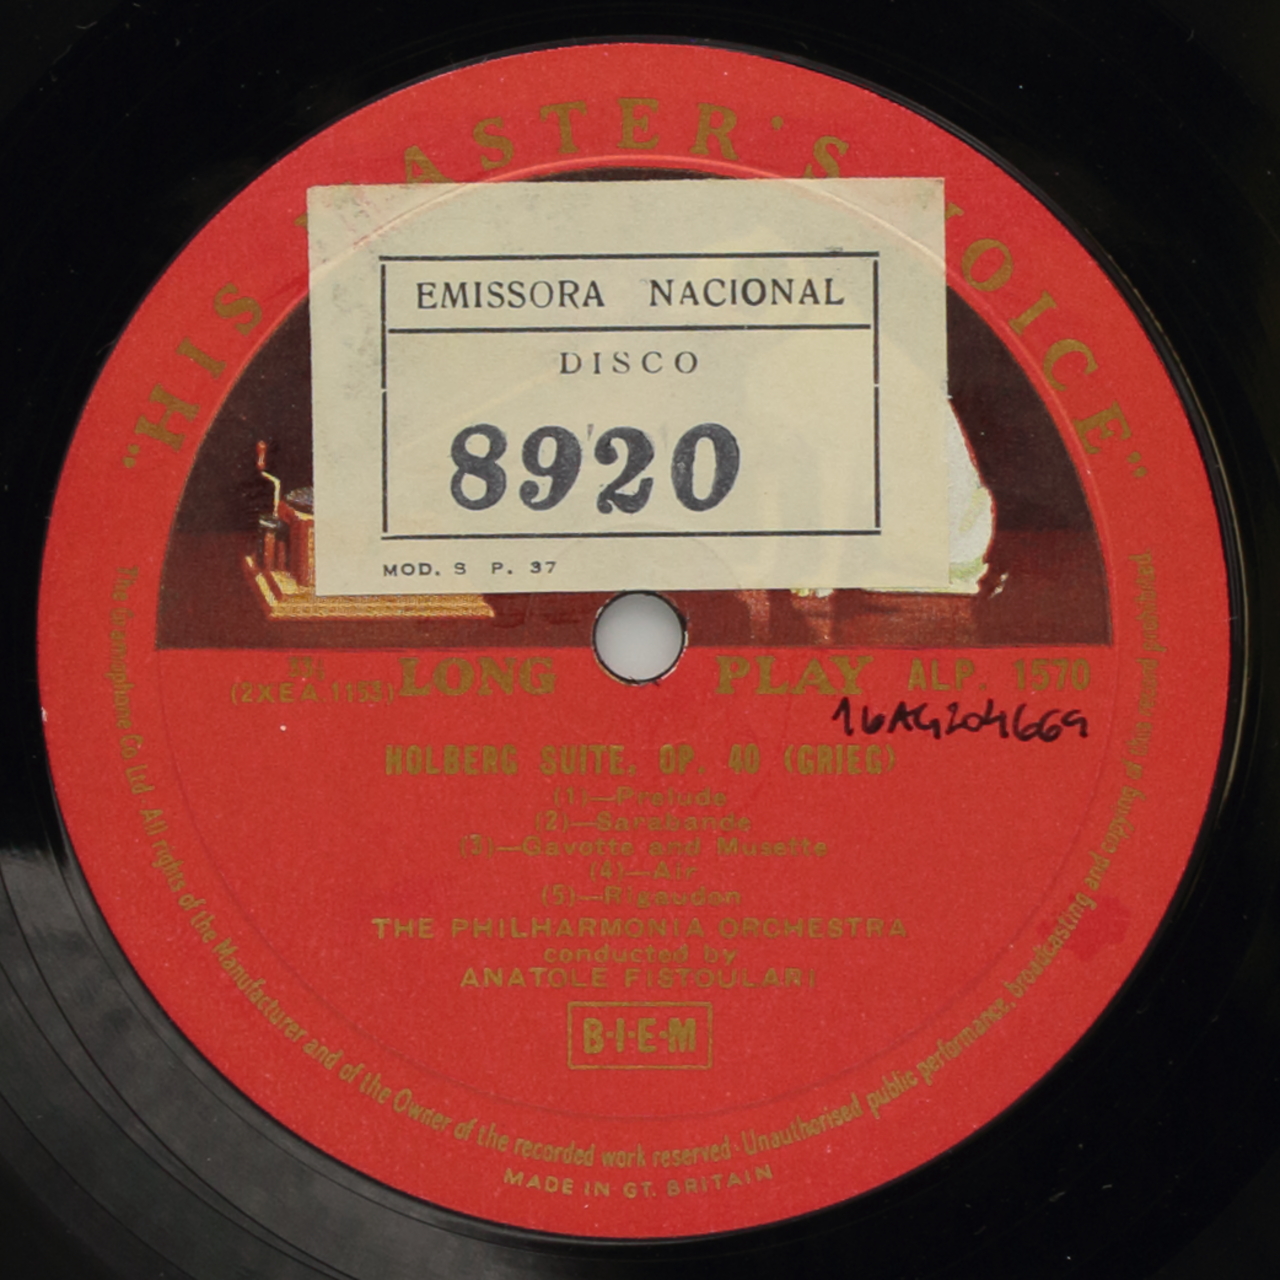 "HIS MASTER'S VOICE"
EMISSORA NACIONAL
DISCO
8920
MOD. S P. 37
33⅓ LONG PLAY ALP. 1570
(2XEA.1153)
16AG204669
HOLBERG SUITE, OP. 40 (GRIEG)
(1)—Prelude
(2)—Sarabande
(3)—Gavotte and Musette
(4)—Air
(5)—Rigaudon
THE PHILHARMONIA ORCHESTRA
conducted by
ANATOLE FISTOULARI
B·I·E·M
The Gramophone Co Ltd. All rights of the Manufacturer and of the Owner of the recorded work reserved · Unauthorised public performance, broadcasting and copying of this record prohibited
MADE IN GT. BRITAIN